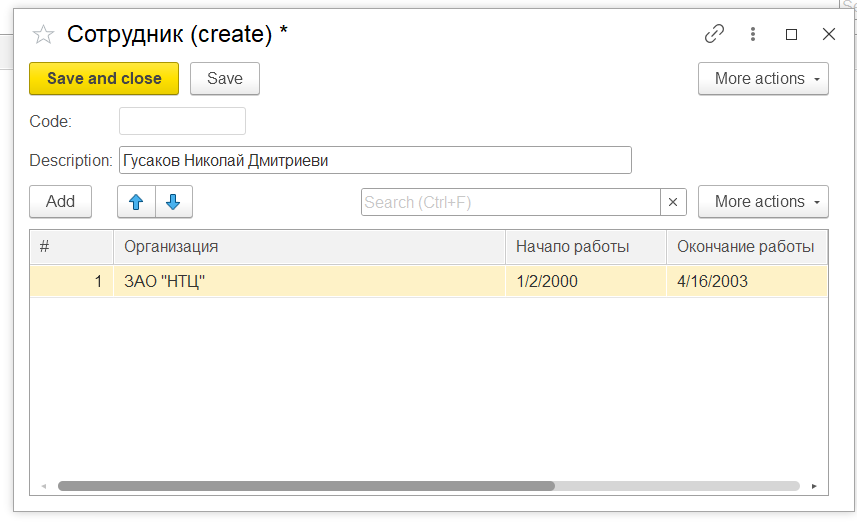 Сотрудник (create) *
Save and close Save More actions
Code:
Description: Гусаков Николай Дмитриеви
Add Search (Ctrl+F) × More actions
# Организация Начало работы Окончание работы
1 ЗАО "НТЦ" 1/2/2000 4/16/2003